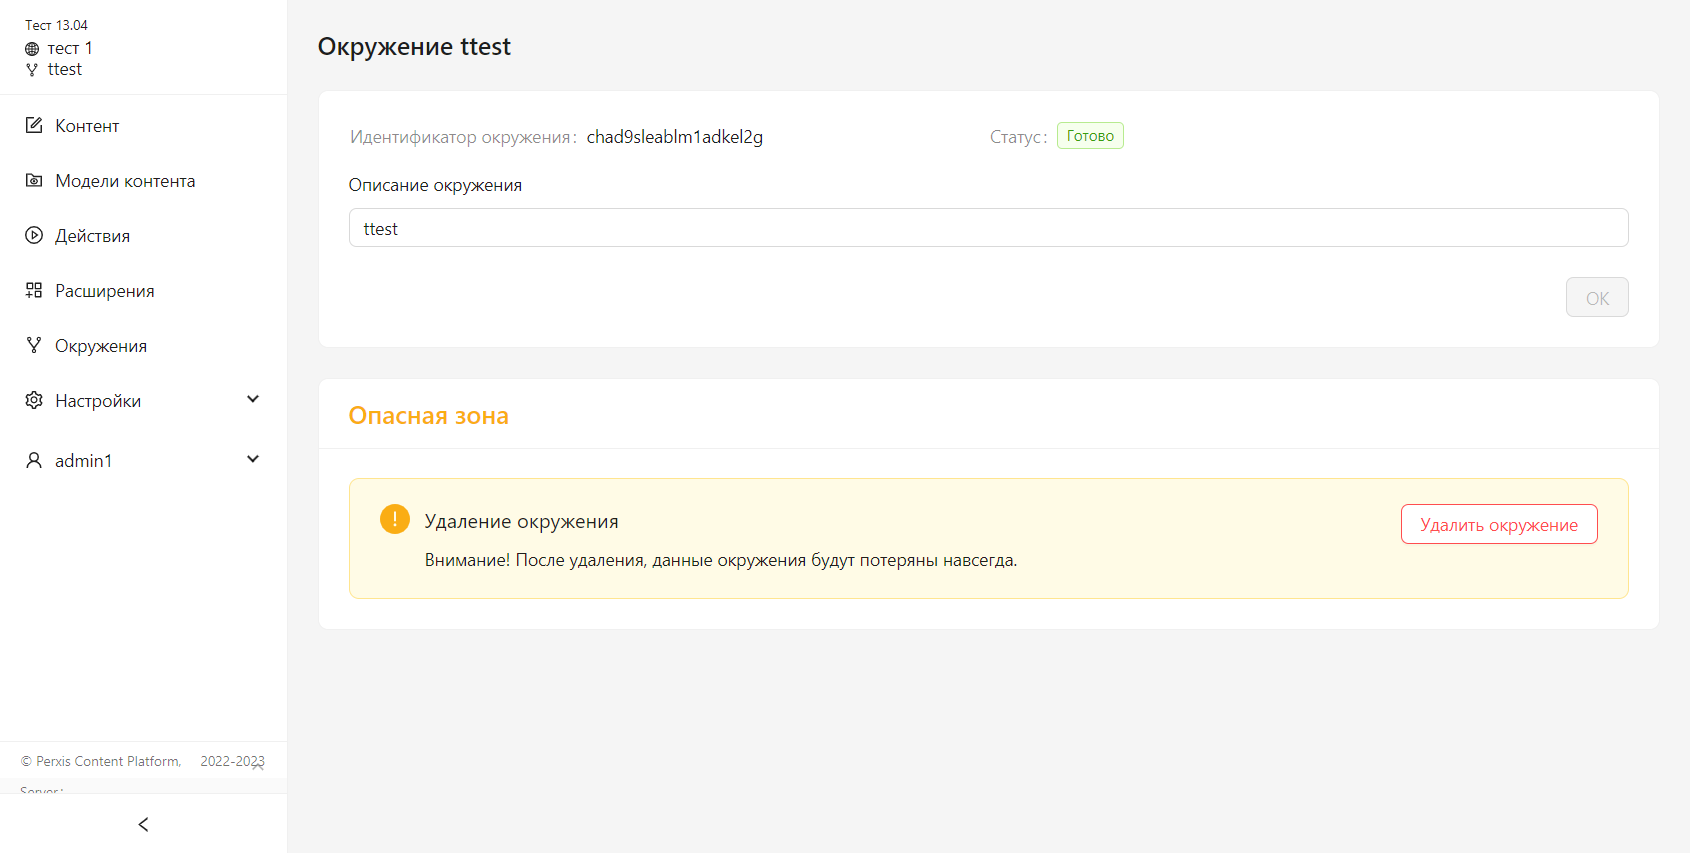 Тест 13.04
тест 1
ttest
Контент
Модели контента
Действия
Расширения
Окружения
Настройки
admin1
© Perxis Content Platform, 2022-2023
Server:
Окружение ttest
Идентификатор окружения: chad9sleablm1adkel2g
Статус: Готово
Описание окружения
ttest
OK
Опасная зона
Удаление окружения
Удалить окружение
Внимание! После удаления, данные окружения будут потеряны навсегда.